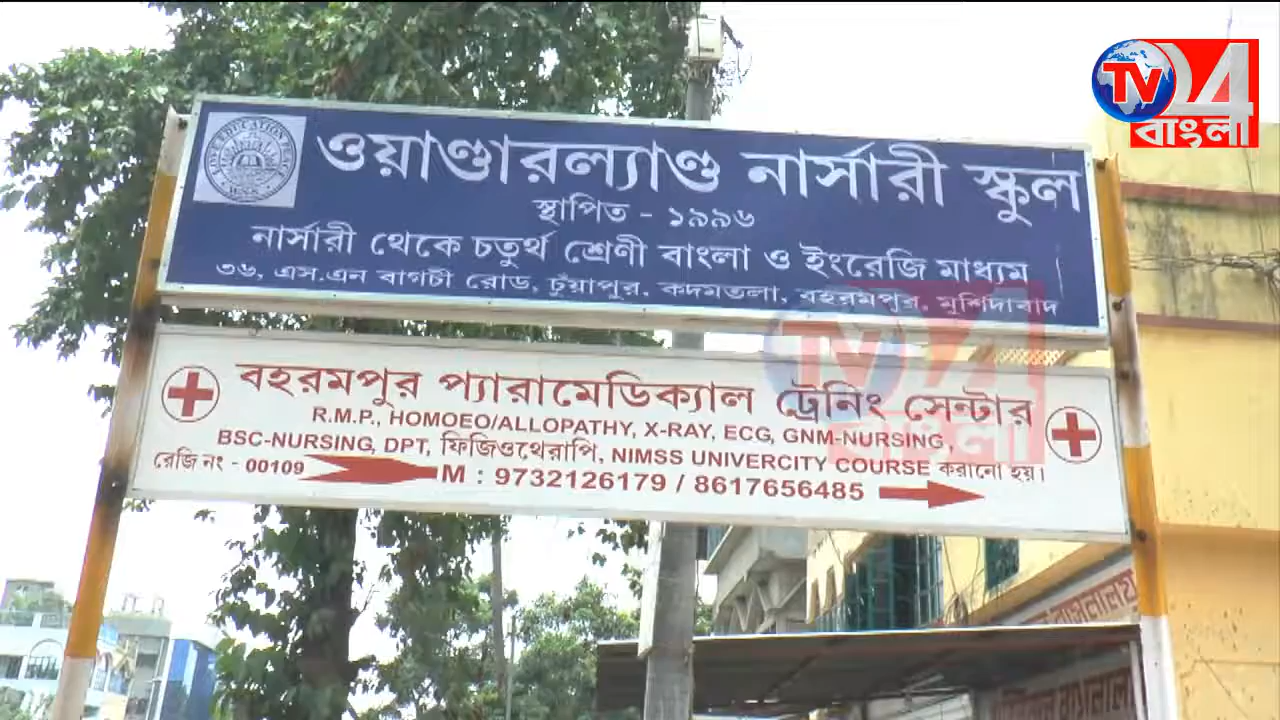 TV 24
বাংলা
ওয়াণ্ডারল্যাণ্ড নার্সারী স্কুল
স্থাপিত - ১৯৯৬
নার্সারী থেকে চতুর্থ শ্রেণী বাংলা ও ইংরেজি মাধ্যম
৩৬, এস.এন বাগচী রোড, চুঁয়াপুর, কদমতলা, বহরমপুর, মুর্শিদাবাদ
বহরমপুর প্যারামেডিক্যাল ট্রেনিং সেন্টার
R.M.P., HOMOEO/ALLOPATHY, X-RAY, ECG, GNM-NURSING,
BSC-NURSING, DPT, ফিজিওথেরাপি, NIMSS UNIVERCITY COURSE করানো হয়।
রেজি নং - 00109 M : 9732126179 / 8617656485